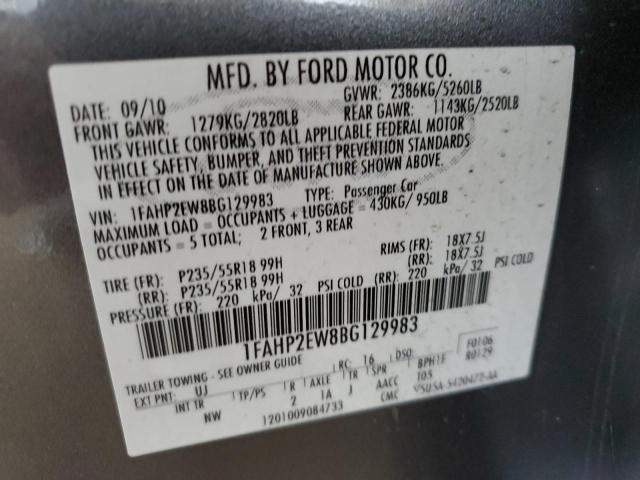 MFD. BY FORD MOTOR CO.
DATE: 09/10 GVWR: 2386KG/5260LB
FRONT GAWR: 1279KG/2820LB REAR GAWR: 1143KG/2520LB
THIS VEHICLE CONFORMS TO ALL APPLICABLE FEDERAL MOTOR
VEHICLE SAFETY, BUMPER, AND THEFT PREVENTION STANDARDS
IN EFFECT ON THE DATE OF MANUFACTURE SHOWN ABOVE.
VIN: 1FAHP2EW8BG129983 TYPE: Passenger Car
MAXIMUM LOAD = OCCUPANTS + LUGGAGE = 430KG/ 950LB
OCCUPANTS = 5 TOTAL; 2 FRONT, 3 REAR
TIRE (FR): P235/55R18 99H RIMS (FR): 18X7.5J
(RR): P235/55R18 99H (RR): 18X7.5J
PRESSURE (FR): 220 kPa/ 32 PSI COLD (RR): 220 kPa/ 32 PSI COLD
1FAHP2EW8BG129983
TRAILER TOWING - SEE OWNER GUIDE RC: 16 DSO: F0106
EXT PNT: UJ R0129
INT TR TP/PS R AXLE TR SPR BPHTF
NW 2 1A J AACC 105
1201009084733 CMC